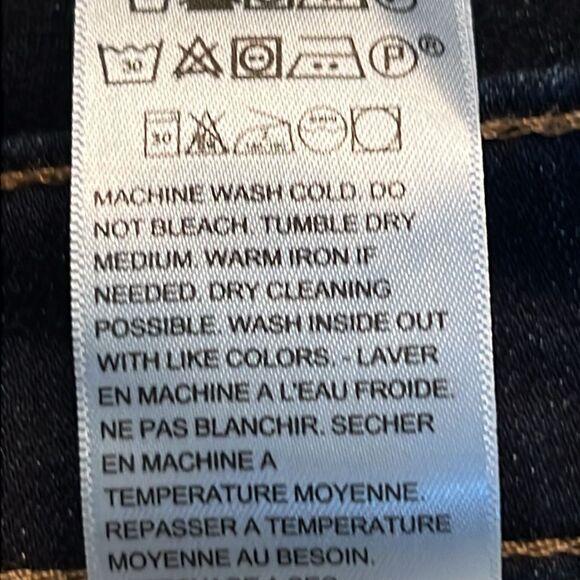 30 P ®
30
MACHINE WASH COLD. DO
NOT BLEACH. TUMBLE DRY
MEDIUM. WARM IRON IF
NEEDED. DRY CLEANING
POSSIBLE. WASH INSIDE OUT
WITH LIKE COLORS. - LAVER
EN MACHINE A L'EAU FROIDE.
NE PAS BLANCHIR. SECHER
EN MACHINE A
TEMPERATURE MOYENNE.
REPASSER A TEMPERATURE
MOYENNE AU BESOIN.